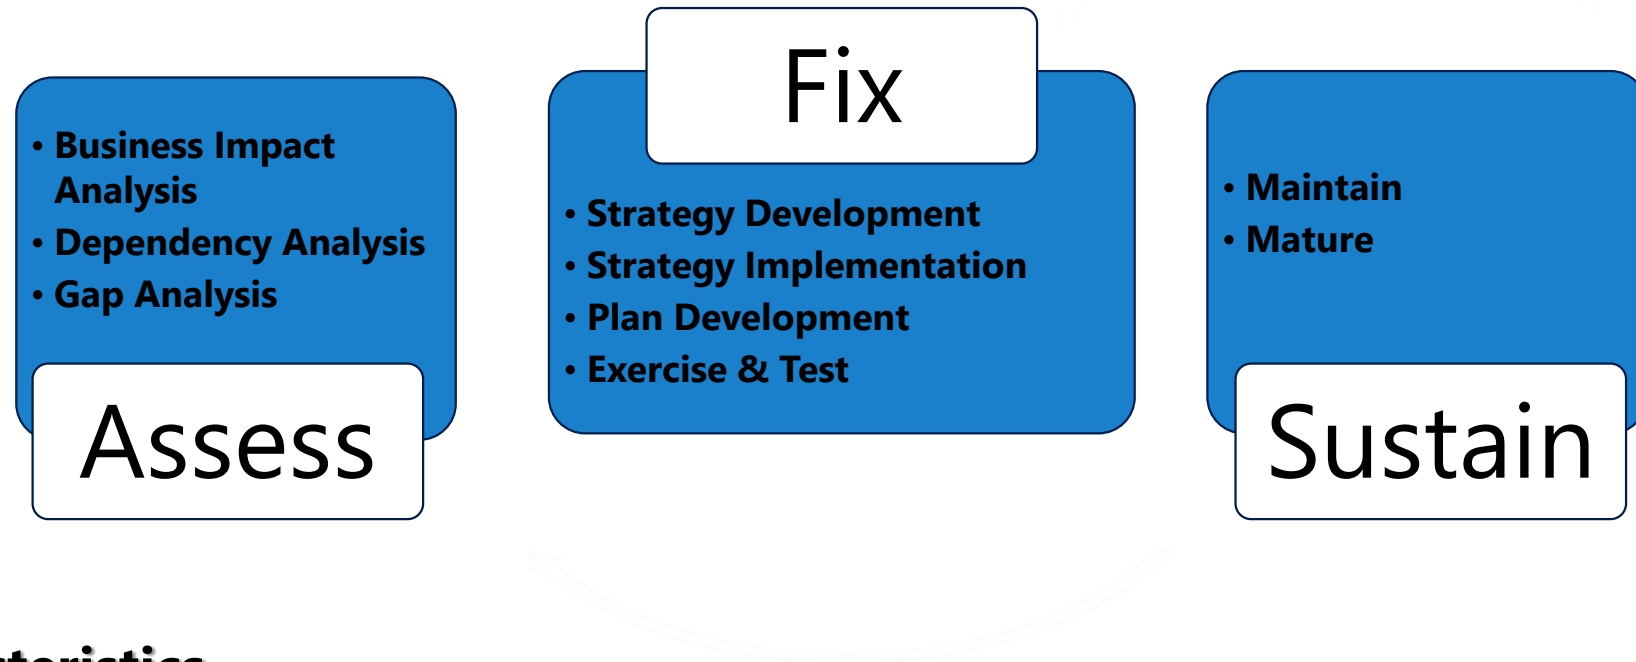 • Business Impact
Analysis
• Dependency Analysis
• Gap Analysis
Assess
Fix
• Strategy Development
• Strategy Implementation
• Plan Development
• Exercise & Test
• Maintain
• Mature
Sustain